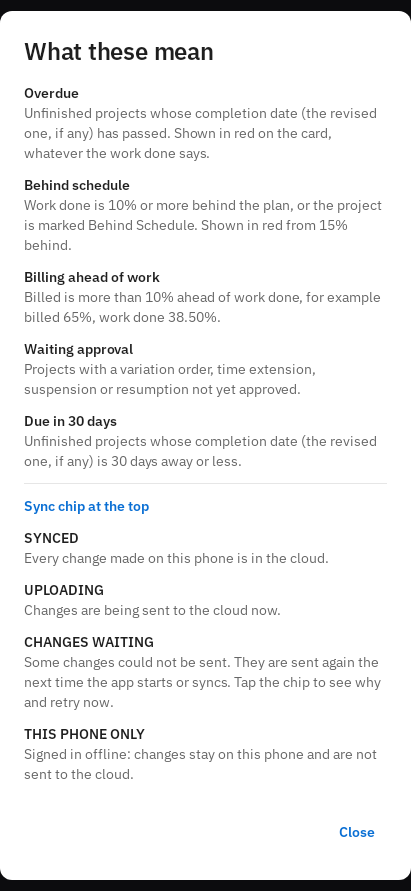 What these mean
Overdue
Unfinished projects whose completion date (the revised
one, if any) has passed. Shown in red on the card,
whatever the work done says.
Behind schedule
Work done is 10% or more behind the plan, or the project
is marked Behind Schedule. Shown in red from 15%
behind.
Billing ahead of work
Billed is more than 10% ahead of work done, for example
billed 65%, work done 38.50%.
Waiting approval
Projects with a variation order, time extension,
suspension or resumption not yet approved.
Due in 30 days
Unfinished projects whose completion date (the revised
one, if any) is 30 days away or less.
Sync chip at the top
SYNCED
Every change made on this phone is in the cloud.
UPLOADING
Changes are being sent to the cloud now.
CHANGES WAITING
Some changes could not be sent. They are sent again the
next time the app starts or syncs. Tap the chip to see why
and retry now.
THIS PHONE ONLY
Signed in offline: changes stay on this phone and are not
sent to the cloud.
Close